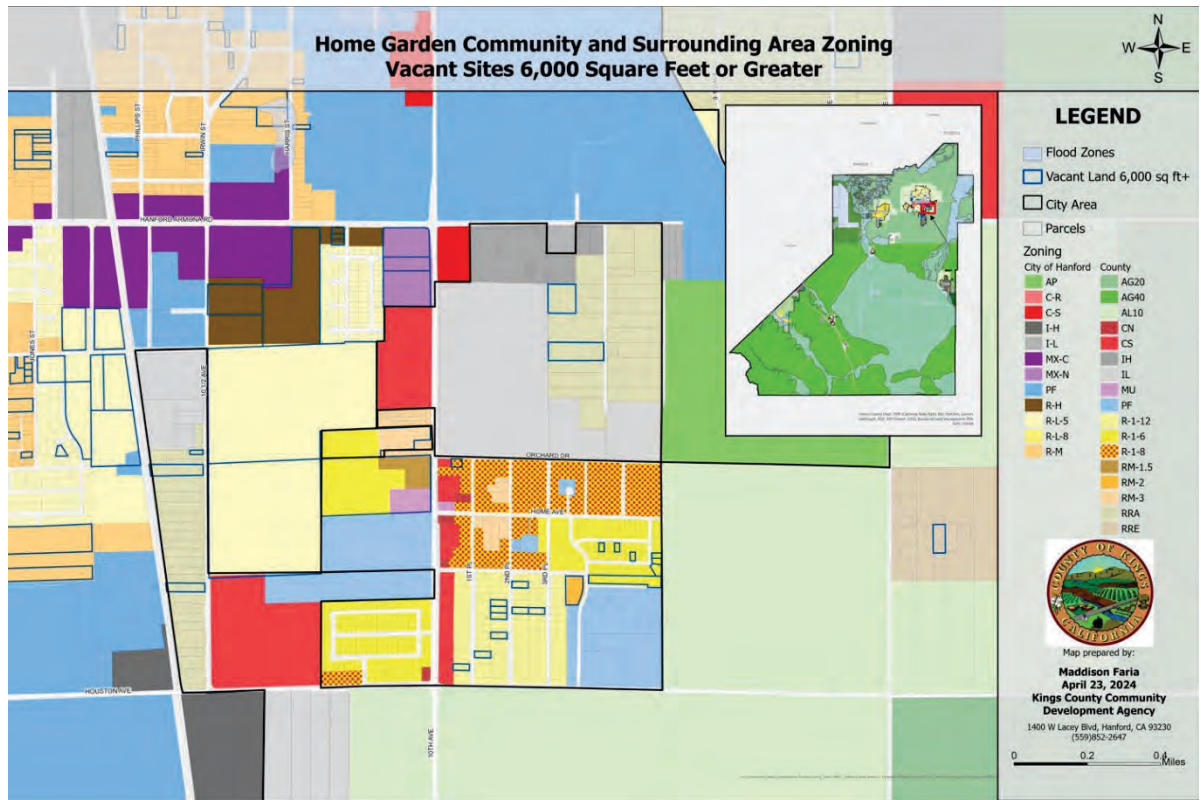 Home Garden Community and Surrounding Area Zoning
Vacant Sites 6,000 Square Feet or Greater
N
W E
S
PHILLIPS ST
IRWIN ST
HARRIS ST
HANFORD ARMONA RD
JONES ST
10 1/2 AVE
ORCHARD DR
HOME AVE
1ST PL
2ND PL
3RD PL
HOUSTON AVE
10TH AVE
LEGEND
Flood Zones
Vacant Land 6,000 sq ft+
City Area
Parcels
Zoning
City of Hanford County
AP AG20
C-R AG40
C-S AL10
I-H CN
I-L CS
MX-C IH
MX-N IL
PF MU
R-H PF
R-L-5 R-1-12
R-L-8 R-1-6
R-M R-1-8
RM-1.5
RM-2
RM-3
RRA
RRE
COUNTY OF KINGS
CALIFORNIA
Map prepared by:
Maddison Faria
April 23, 2024
Kings County Community
Development Agency
1400 W Lacey Blvd, Hanford, CA 93230
(559)852-2647
0 0.2 0.4
Miles